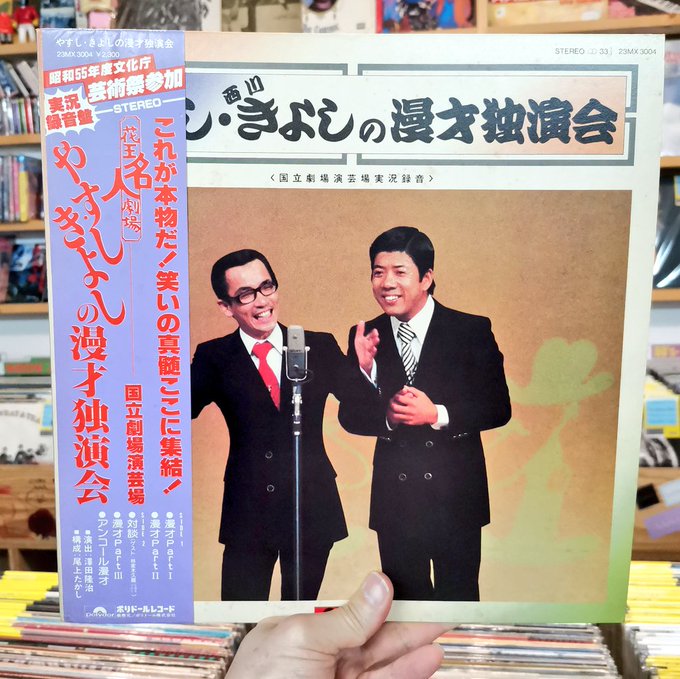 やすし・きよしの漫才独演会
23MX 3004 ¥2,300
昭和55年度文化庁
芸術祭参加
実況
録音盤
STEREO
これが本物だ!笑いの真髄ここに集結!
花王名人劇場
やすし
きよしの漫才独演会
国立劇場演芸場
SIDE 1
●漫才Part I
●漫才Part II
SIDE 2
●対談
●漫才Part III
●アンコール漫才
■演出:澤田隆治
■構成:尾上たかし
polydor
ポリドールレコード
STEREO
33
23MX 3004
西川
し・きよしの漫才独演会
〈国立劇場演芸場実況録音〉